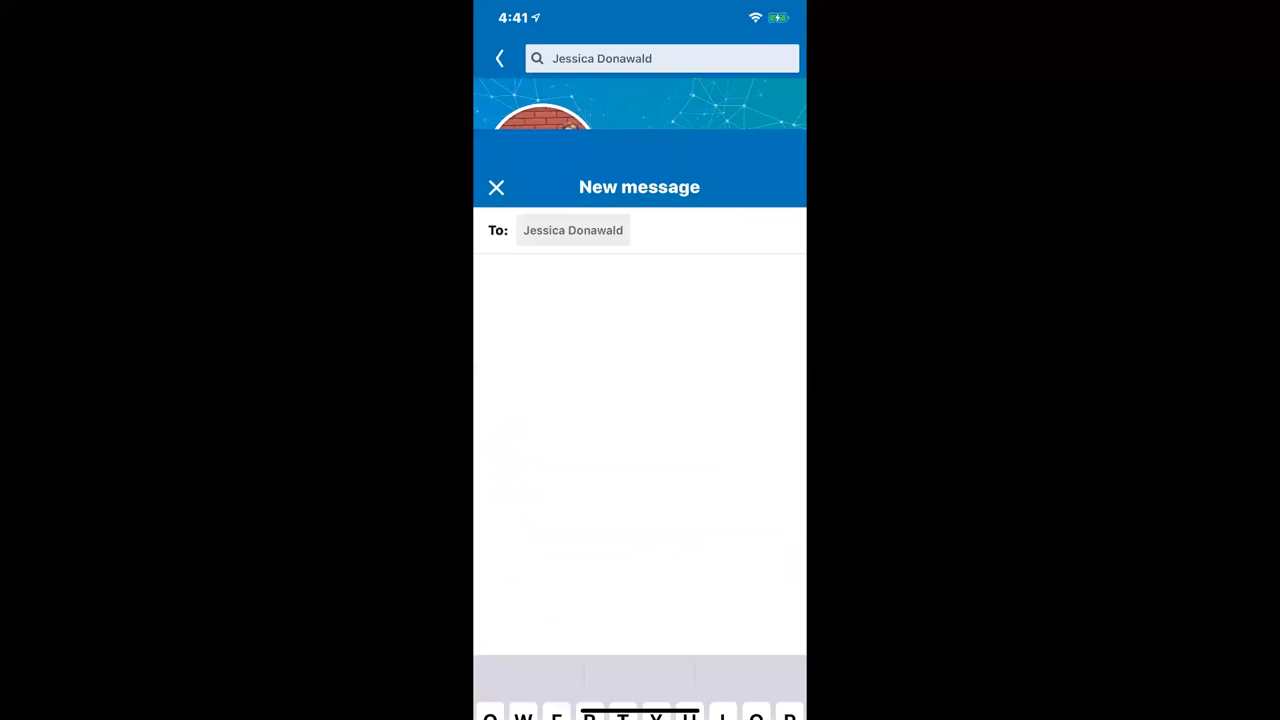 4:41
Jessica Donawald
New message
To: Jessica Donawald
Q W E R T Y U I O P